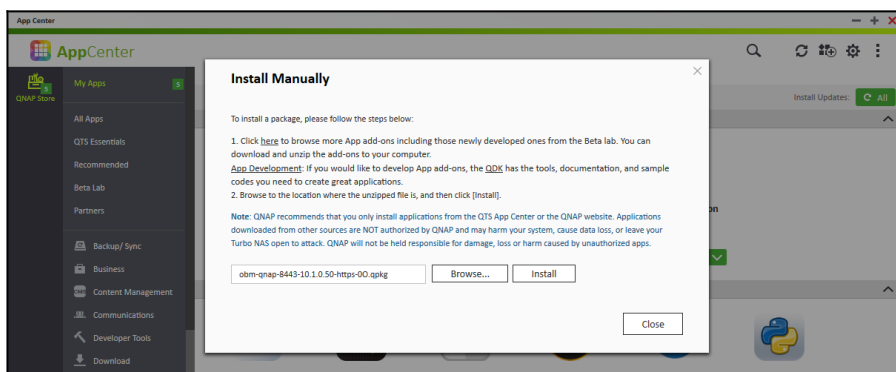 App Center
AppCenter
5
QNAP Store
My Apps
5
All Apps
QTS Essentials
Recommended
Beta Lab
Partners
Backup/ Sync
Business
Content Management
Communications
Developer Tools
Download
Install Updates:
All
Install Manually
To install a package, please follow the steps below:
1. Click here to browse more App add-ons including those newly developed ones from the Beta lab. You can
download and unzip the add-ons to your computer.
App Development: If you would like to develop App add-ons, the QDK has the tools, documentation, and sample
codes you need to create great applications.
2. Browse to the location where the unzipped file is, and then click [Install].
Note: QNAP recommends that you only install applications from the QTS App Center or the QNAP website. Applications
downloaded from other sources are NOT authorized by QNAP and may harm your system, cause data loss, or leave your
Turbo NAS open to attack. QNAP will not be held responsible for damage, loss or harm caused by unauthorized apps.
obm-qnap-8443-10.1.0.50-https-0O.qpkg
Browse...
Install
Close
on